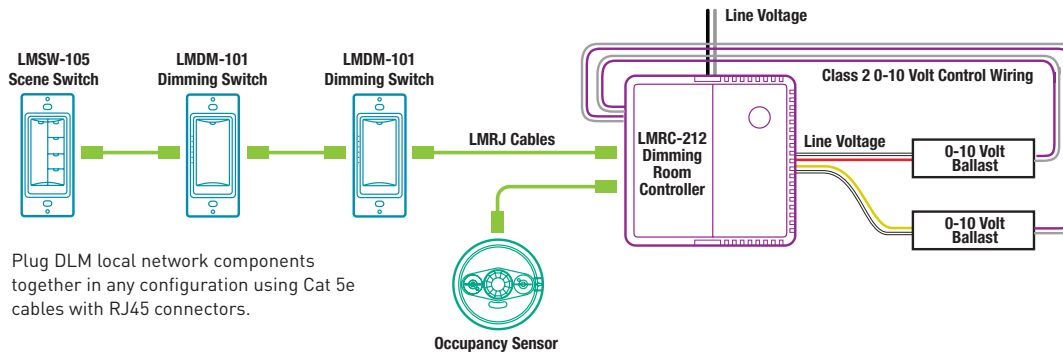 Line Voltage
LMSW-105
Scene Switch
LMDM-101
Dimming Switch
LMDM-101
Dimming Switch
Class 2 0-10 Volt Control Wiring
LMRJ Cables
LMRC-212
Dimming
Room
Controller
Line Voltage
0-10 Volt
Ballast
0-10 Volt
Ballast
Plug DLM local network components
together in any configuration using Cat 5e
cables with RJ45 connectors.
Occupancy Sensor